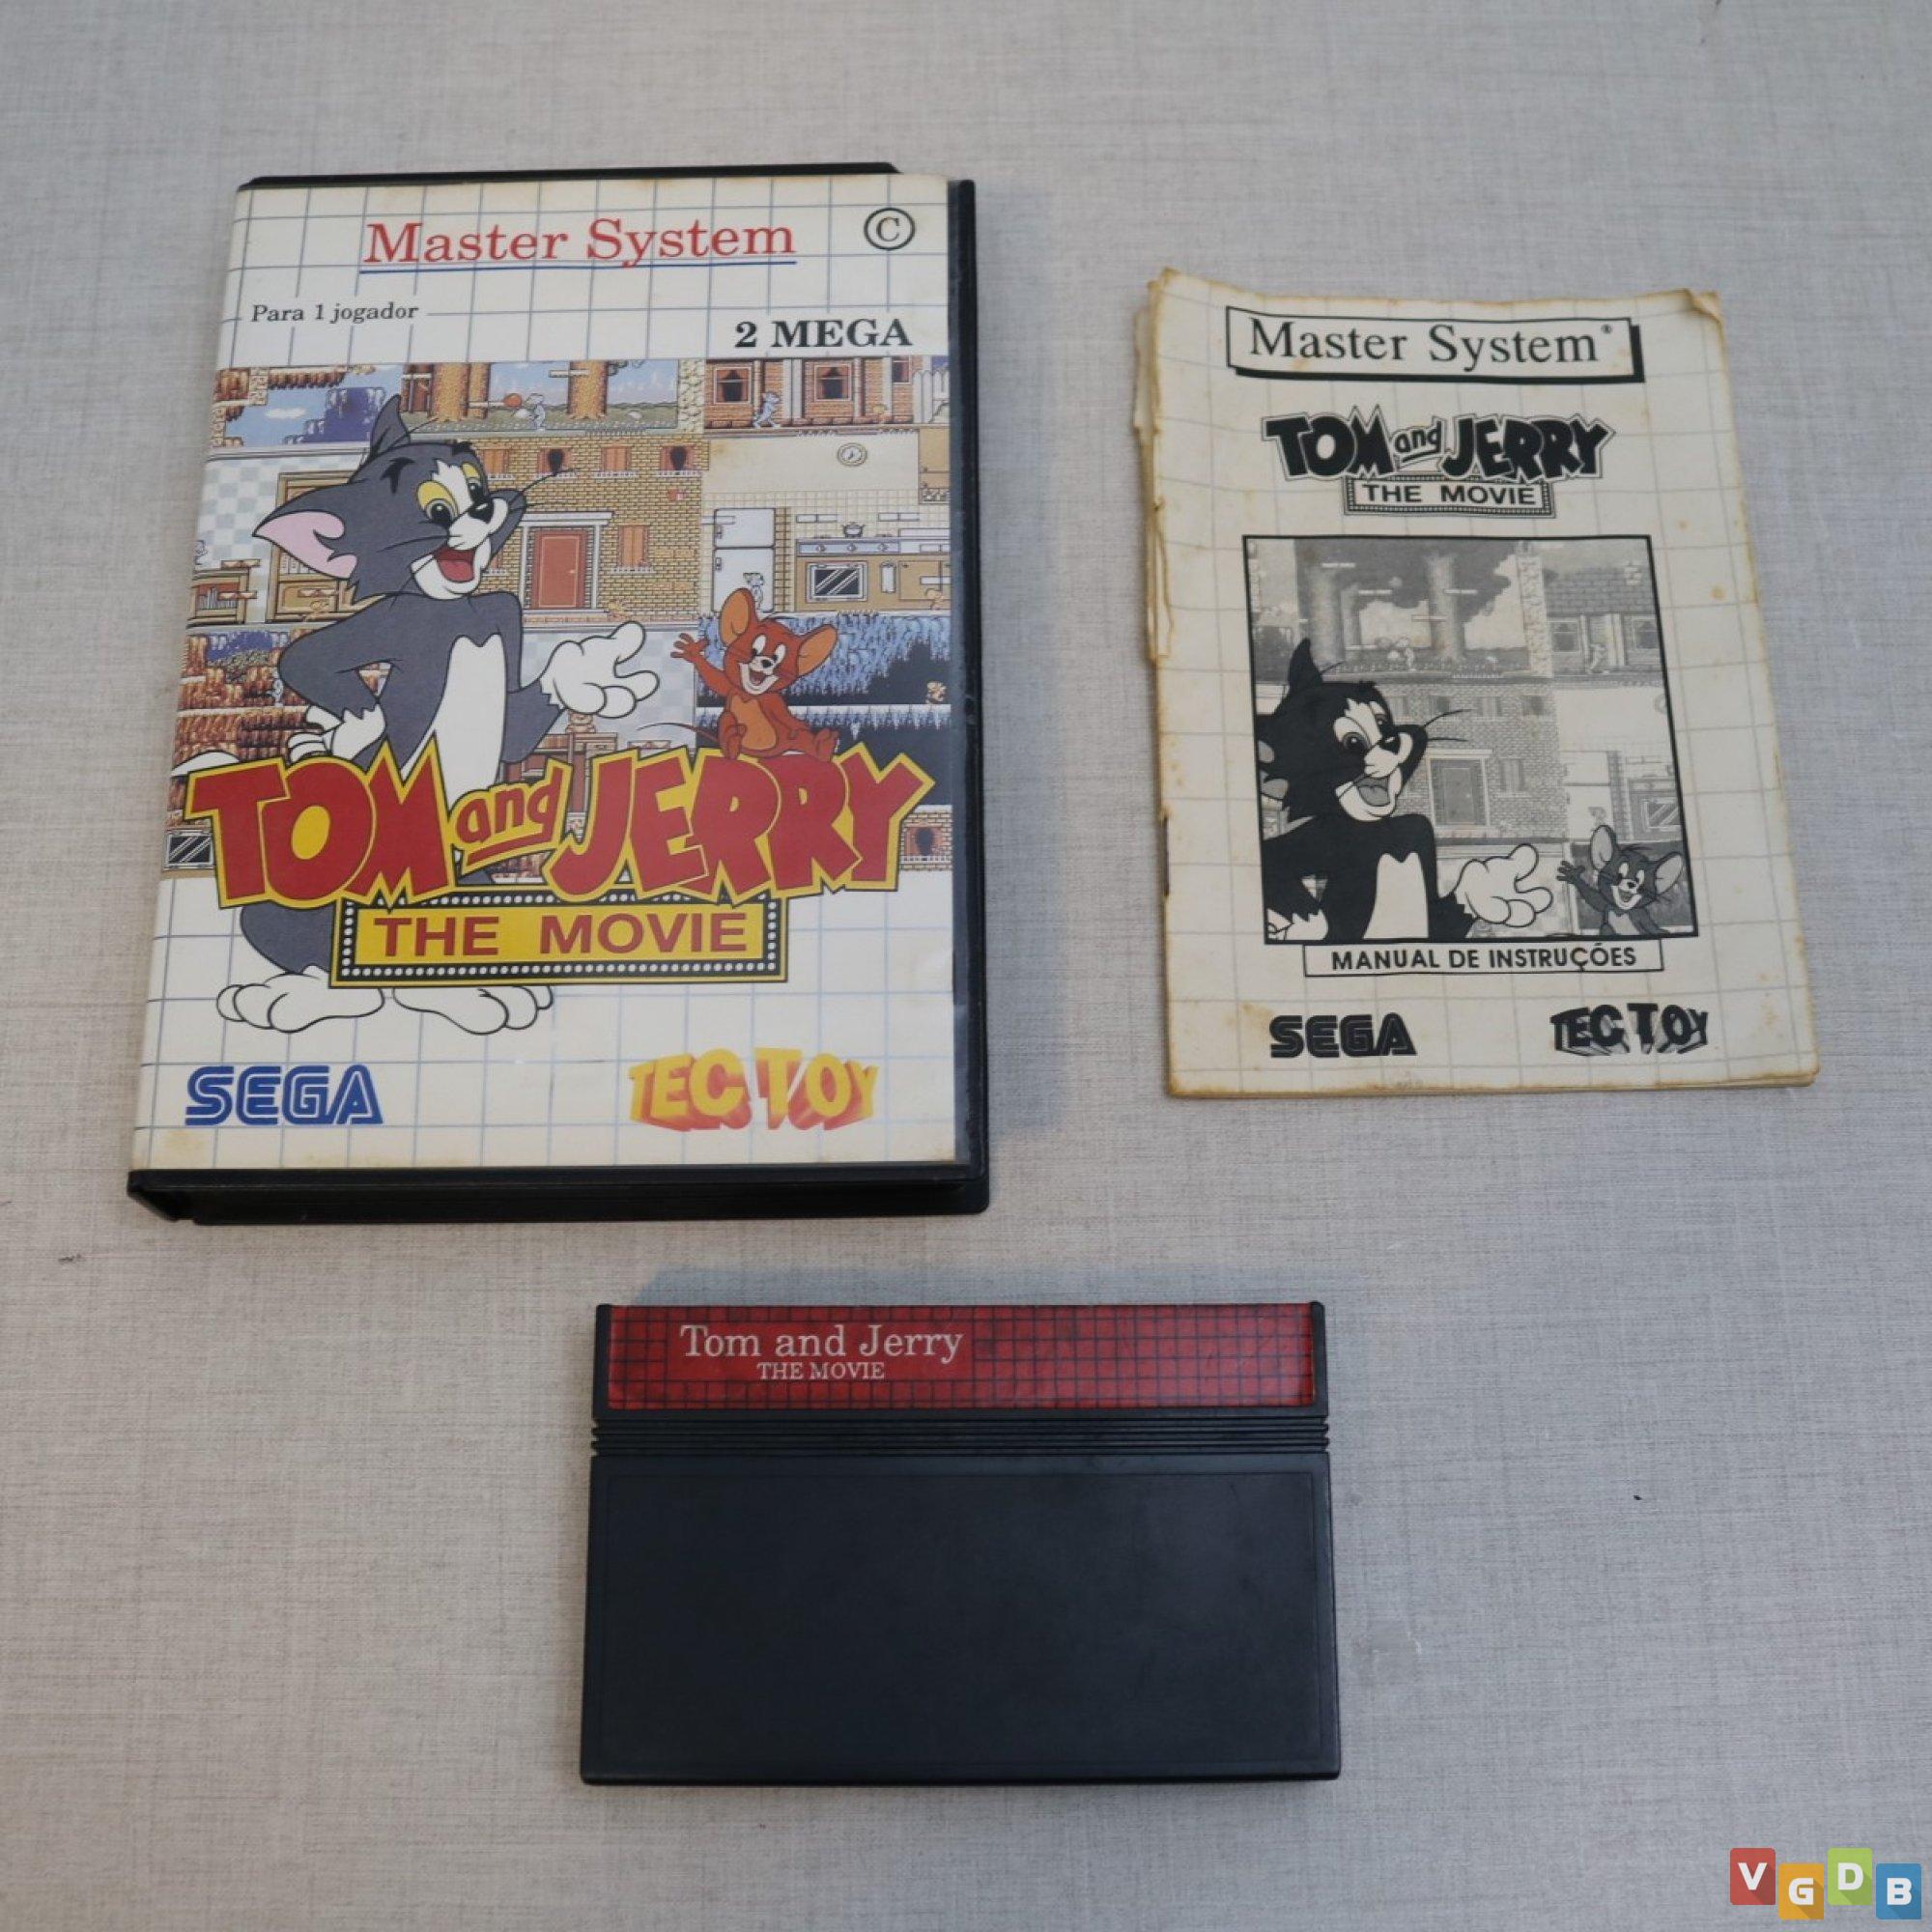 Master System
©
Para 1 jogador
2 MEGA
TOM and JERRY
THE MOVIE
SEGA
TEC TOY
Master System®
TOM and JERRY
THE MOVIE
MANUAL DE INSTRUÇÕES
SEGA
TEC TOY
Tom and Jerry
THE MOVIE
VGDB